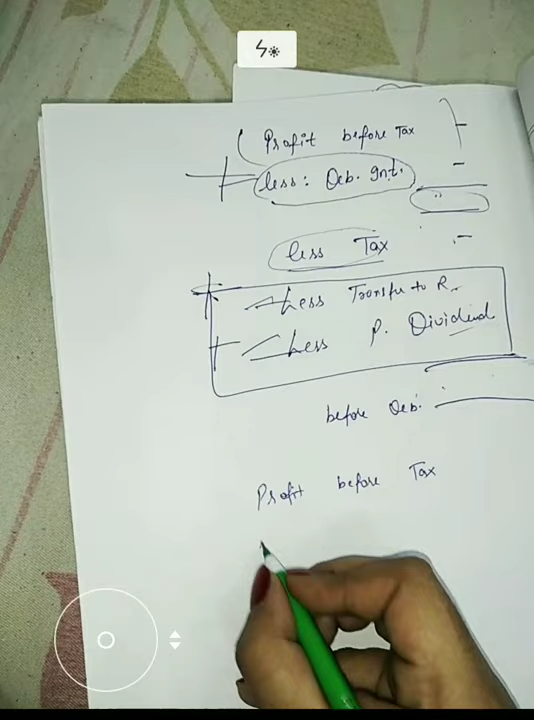 Profit before Tax
less: Deb. Int.
less Tax
Less Transfer to R.
Less P. Dividend
before Deb.
Profit before Tax